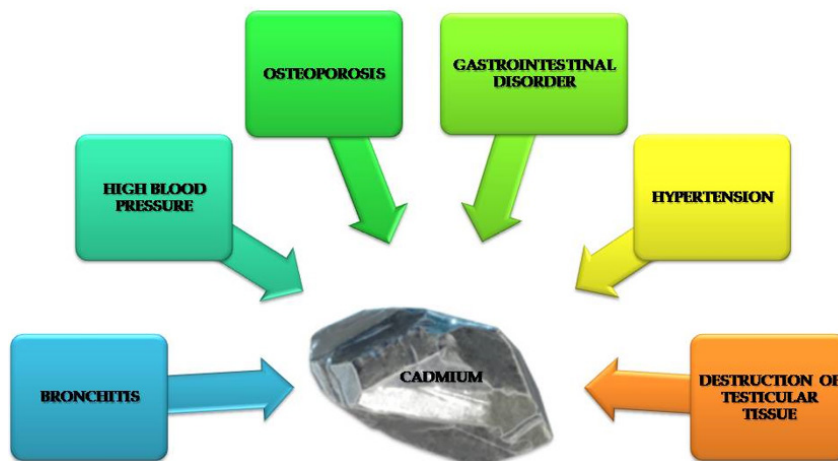 OSTEOPOROSIS
GASTROINTESTINAL
DISORDER
HIGH BLOOD
PRESSURE
HYPERTENSION
BRONCHITIS
CADMIUM
DESTRUCTION OF
TESTICULAR
TISSUE